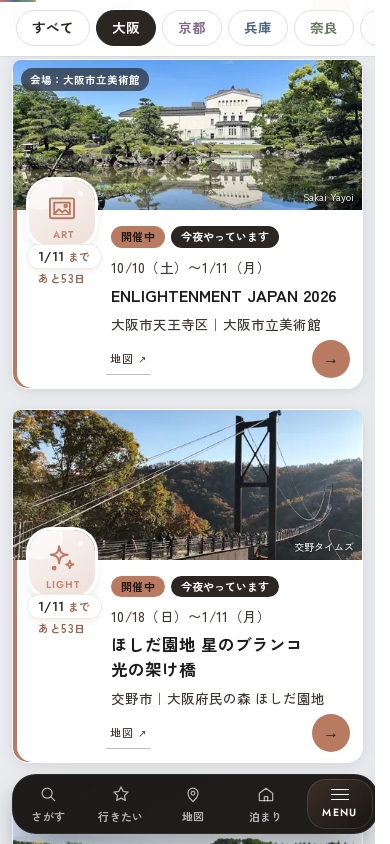 すべて
大阪
京都
兵庫
奈良
会場：大阪市立美術館
Sakai Yayoi
ART
1/11 まで
あと53日
開催中
今夜やっています
10/10（土）〜1/11（月）
ENLIGHTENMENT JAPAN 2026
大阪市天王寺区｜大阪市立美術館
地図 ↗
→
交野タイムズ
LIGHT
1/11 まで
あと53日
開催中
今夜やっています
10/18（日）〜1/11（月）
ほしだ園地 星のブランコ
光の架け橋
交野市｜大阪府民の森 ほしだ園地
地図 ↗
→
さがす
行きたい
地図
泊まり
MENU